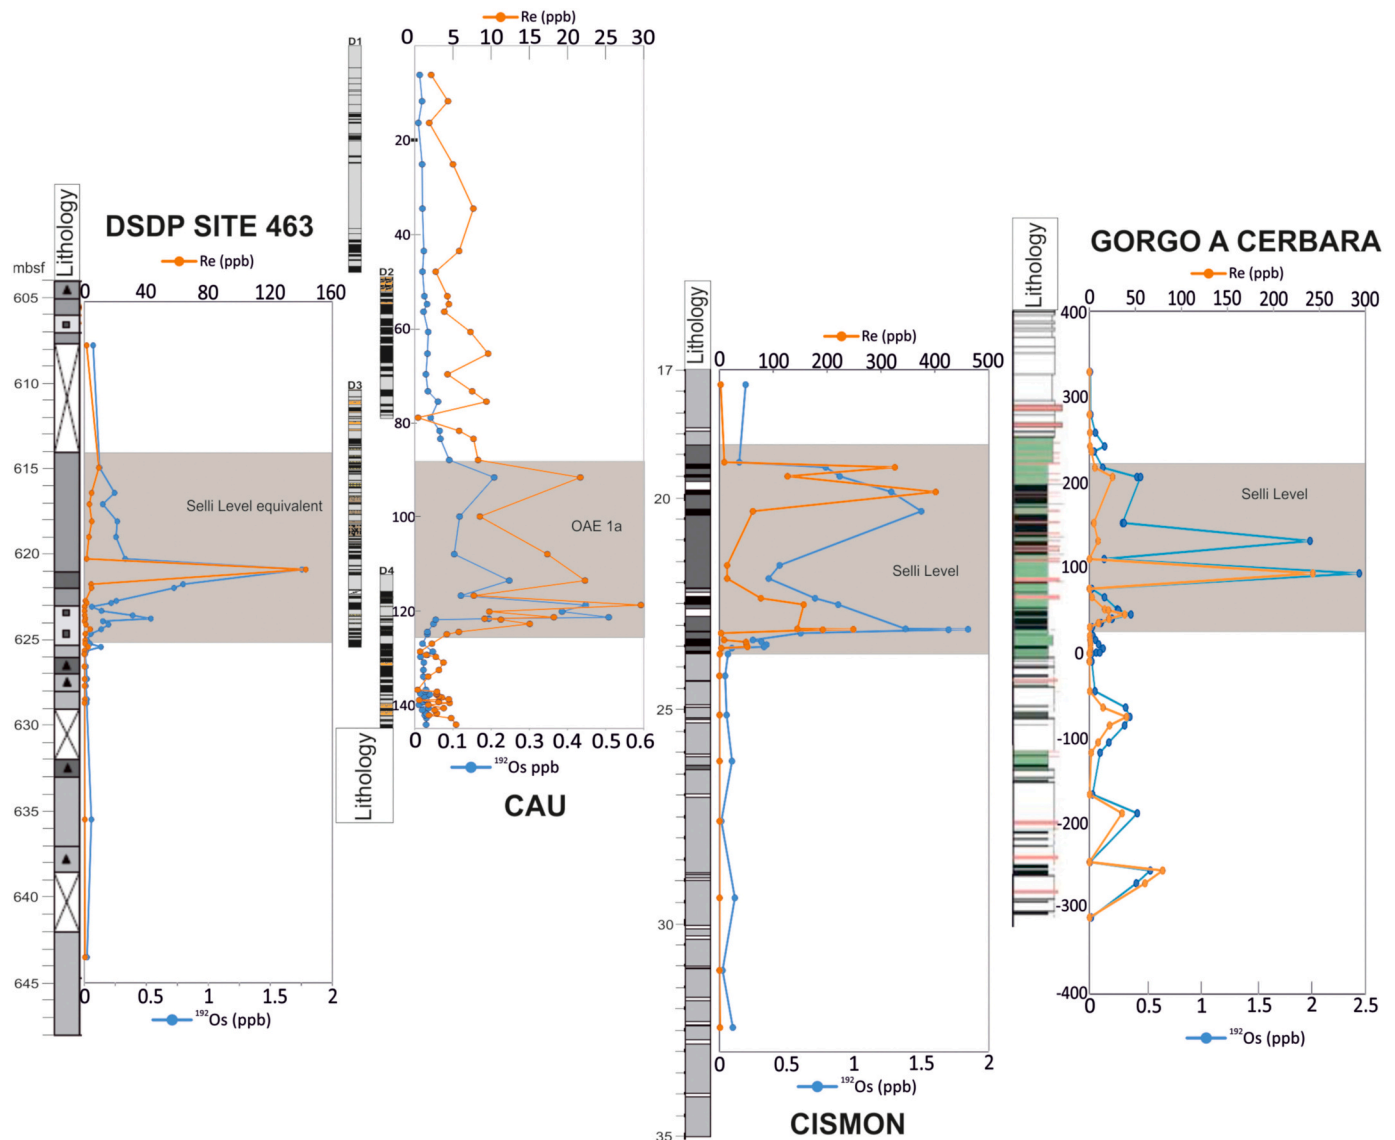 DSDP SITE 463
Lithology
mbsf
Re (ppb)
0 40 80 120 160
605
610
615
620
625
630
635
640
645
Selli Level equivalent
0 0.5 1 1.5 2
192Os (ppb)
Re (ppb)
0 5 10 15 20 25 30
D1
D2
D3
D4
20
40
60
80
100
120
140
OAE 1a
0 0.1 0.2 0.3 0.4 0.5 0.6
192Os ppb
Lithology
CAU
Lithology
Re (ppb)
0 100 200 300 400 500
17
20
25
30
35
Selli Level
0 0.5 1 1.5 2
192Os (ppb)
CISMON
Lithology
GORGO A CERBARA
Re (ppb)
0 50 100 150 200 250 300
400
300
200
100
0
-100
-200
-300
-400
Selli Level
0 0.5 1 1.5 2 2.5
192Os (ppb)